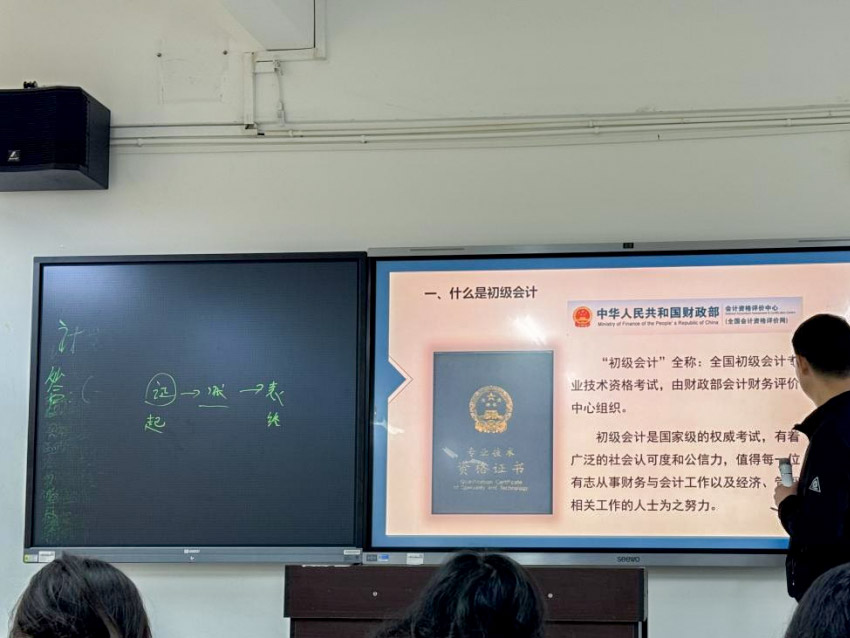 计
证→账→表
起 终
一、什么是初级会计
中华人民共和国财政部
Ministry of Finance of the People's Republic of China
会计资格评价中心
(全国会计资格评价网)
专业技术
资格证书
Qualification Certificate
of Speciality and Technology
“初级会计”全称：全国初级会计专
业技术资格考试，由财政部会计财务评价
中心组织。
初级会计是国家级的权威考试，有着
广泛的社会认可度和公信力，值得每一位
有志从事财务与会计工作以及经济、
相关工作的人士为之努力。
seewo